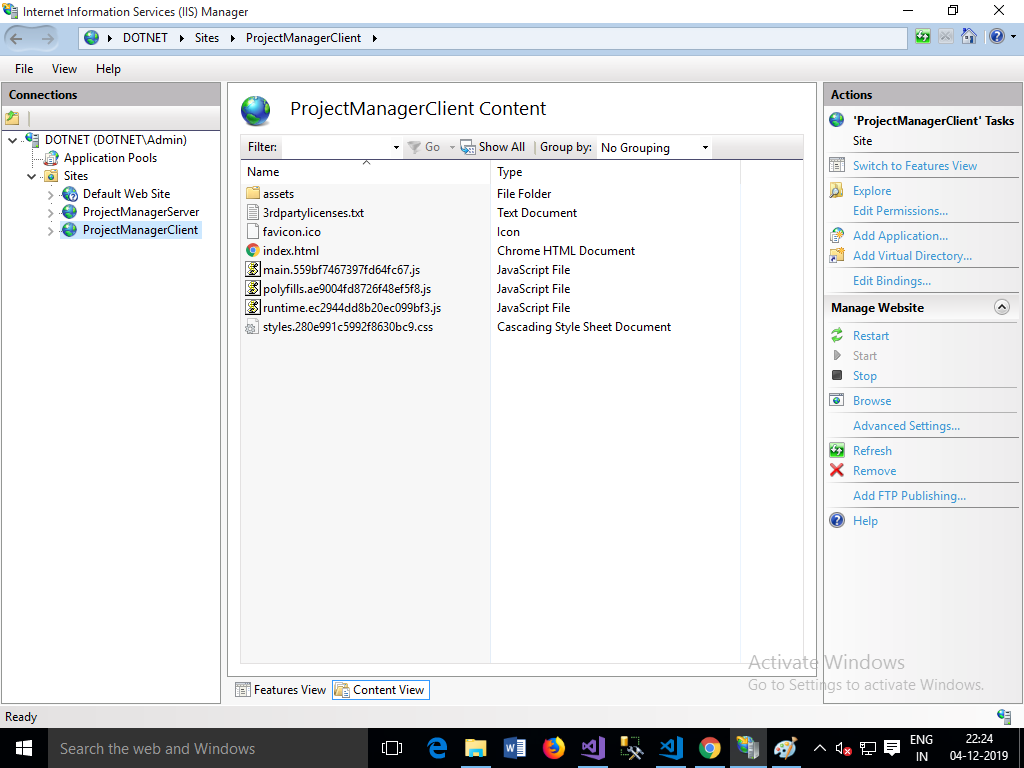 Internet Information Services (IIS) Manager
DOTNET Sites ProjectManagerClient
File View Help
Connections
DOTNET (DOTNET\Admin)
Application Pools
Sites
Default Web Site
ProjectManagerServer
ProjectManagerClient
ProjectManagerClient Content
Filter: Go Show All Group by: No Grouping
Name Type
assets File Folder
3rdpartylicenses.txt Text Document
favicon.ico Icon
index.html Chrome HTML Document
main.559bf7467397fd64fc67.js JavaScript File
polyfills.ae9004fd8726f48ef5f8.js JavaScript File
runtime.ec2944dd8b20ec099bf3.js JavaScript File
styles.280e991c5992f8630bc9.css Cascading Style Sheet Document
Features View Content View
Actions
'ProjectManagerClient' Tasks
Site
Switch to Features View
Explore
Edit Permissions...
Add Application...
Add Virtual Directory...
Edit Bindings...
Manage Website
Restart
Start
Stop
Browse
Advanced Settings...
Refresh
Remove
Add FTP Publishing...
Help
Activate Windows
Go to Settings to activate Windows.
Ready
Search the web and Windows
ENG
IN
22:24
04-12-2019